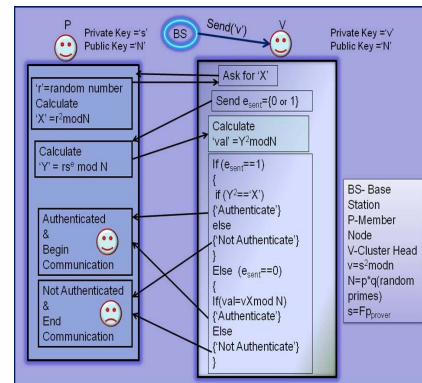 P
Private Key ='s'
Public Key ='N'
BS
Send('v')
V
Private Key ='v'
Public Key ='N'
'r'=random number
Calculate
'X' =r²modN
Calculate
'Y' = rsᵉ mod N
Authenticated
&
Begin
Communication
Not Authenticated
&
End
Communication
Ask for 'X'
Send e_sent={0 or 1}
Calculate
'val' =Y²modN
If (e_sent==1)
{
if (Y²=='X')
{'Authenticate'}
else
{'Not Authenticate'}
}
Else (e_sent==0)
{
If(val=vXmod N)
{'Authenticate'}
Else
{'Not Authenticate'}
}
BS- Base
Station
P-Member
Node
V-Cluster Head
v=s²modn
N=p*q(random
primes)
s=Fp_prover